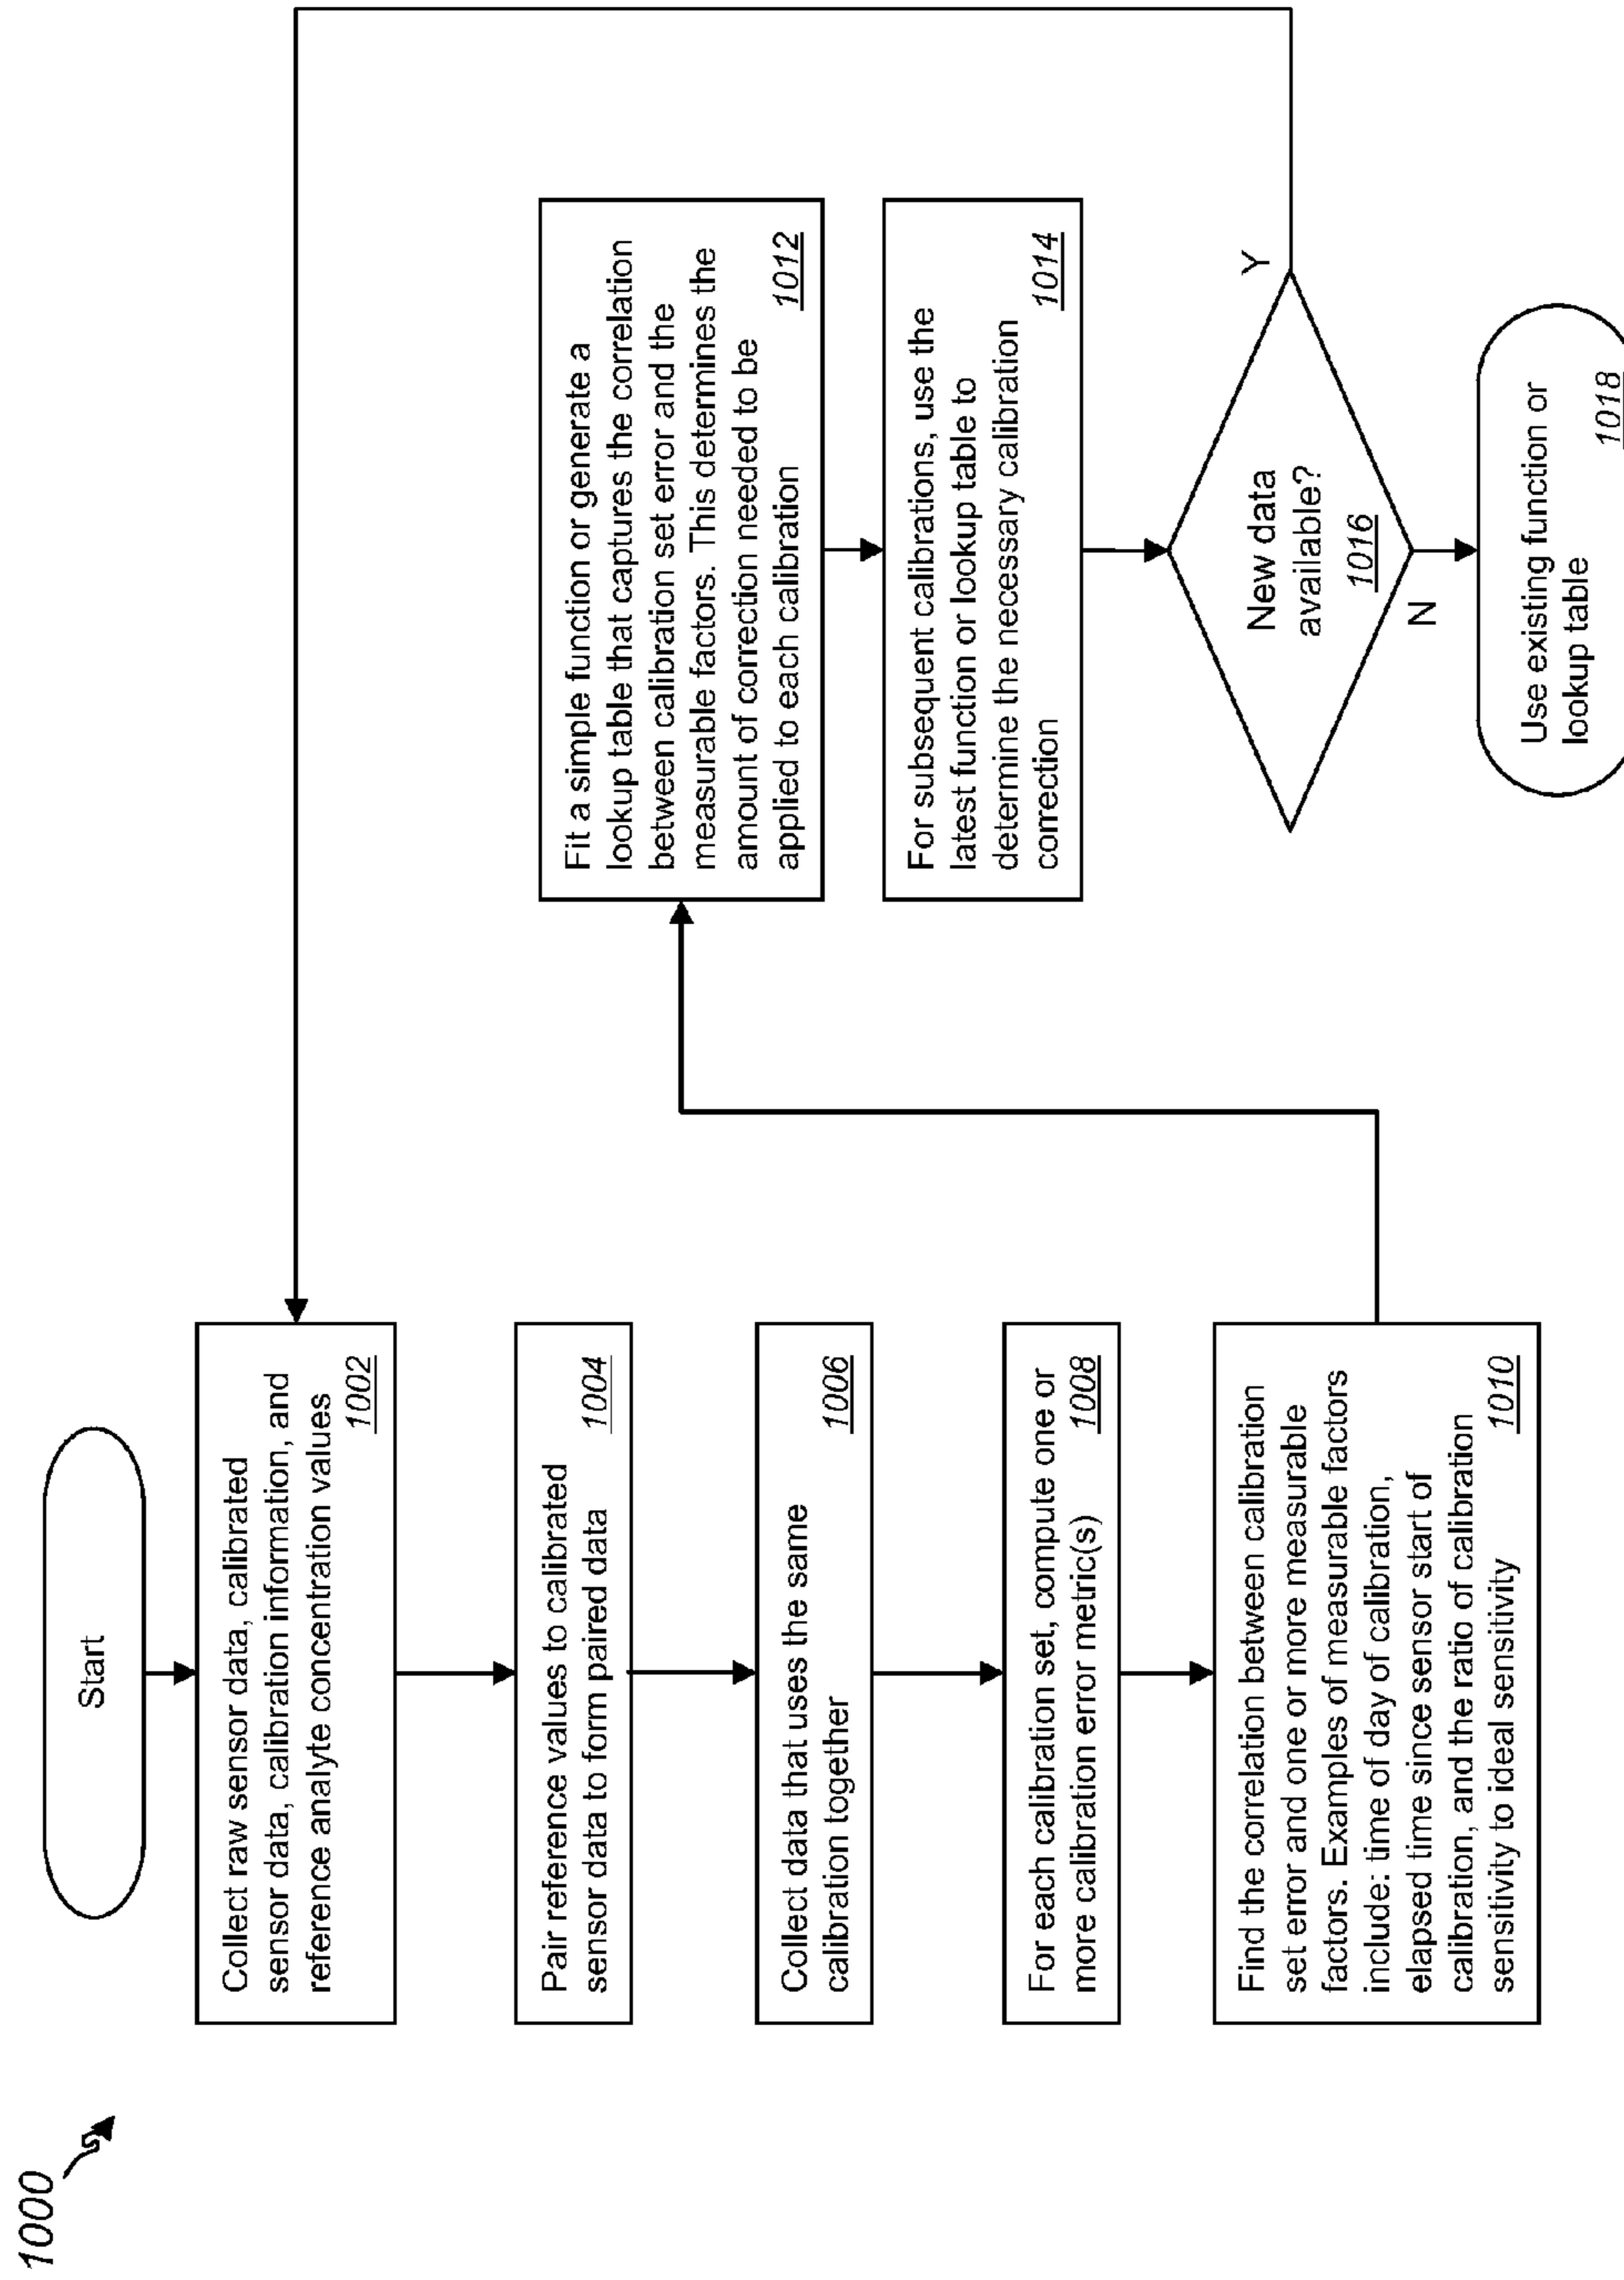 1000
Start
Collect raw sensor data, calibrated
sensor data, calibration information, and
reference analyte concentration values
1002
Pair reference values to calibrated
sensor data to form paired data
1004
Collect data that uses the same
calibration together
1006
For each calibration set, compute one or
more calibration error metric(s)
1008
Find the correlation between calibration
set error and one or more measurable
factors. Examples of measurable factors
include: time of day of calibration,
elapsed time since sensor start of
calibration, and the ratio of calibration
sensitivity to ideal sensitivity
1010
Fit a simple function or generate a
lookup table that captures the correlation
between calibration set error and the
measurable factors. This determines the
amount of correction needed to be
applied to each calibration
1012
For subsequent calibrations, use the
latest function or lookup table to
determine the necessary calibration
correction
1014
New data
available?
1016
Y
N
Use existing function or
lookup table
1018